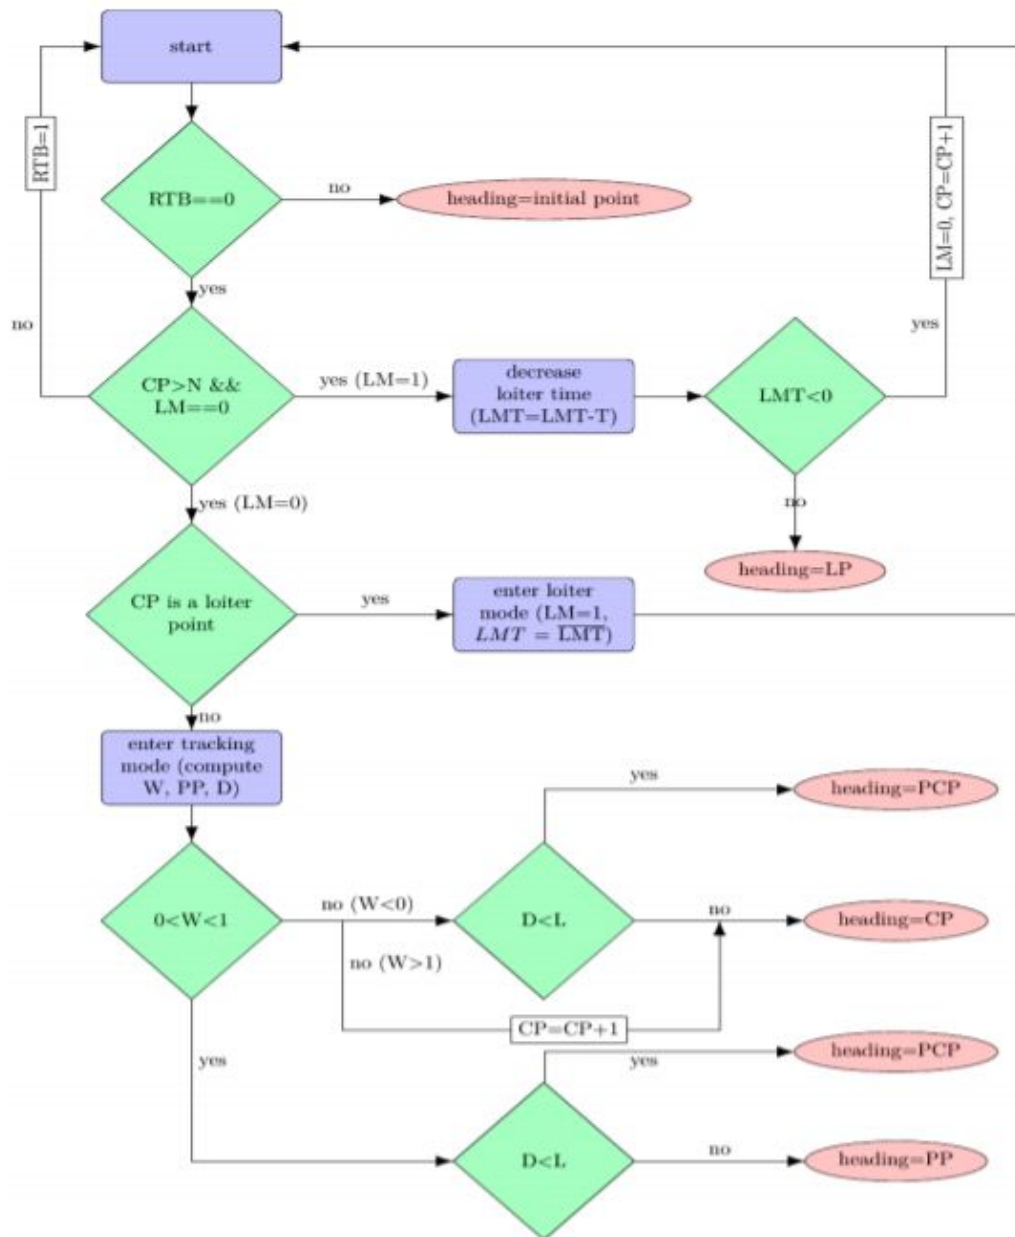 start
RTB=1
LM=0, CP=CP+1
RTB==0
no
heading=initial point
yes
no
CP>N &&
LM==0
yes (LM=1)
decrease
loiter time
(LMT=LMT-T)
LMT<0
yes
no
heading=LP
yes (LM=0)
CP is a loiter
point
yes
enter loiter
mode (LM=1,
LMT = L̅M̅T̅)
no
enter tracking
mode (compute
W, PP, D)
yes
heading=PCP
0<W<1
no (W<0)
no (W>1)
D<L
no
heading=CP
CP=CP+1
yes
yes
heading=PCP
D<L
no
heading=PP